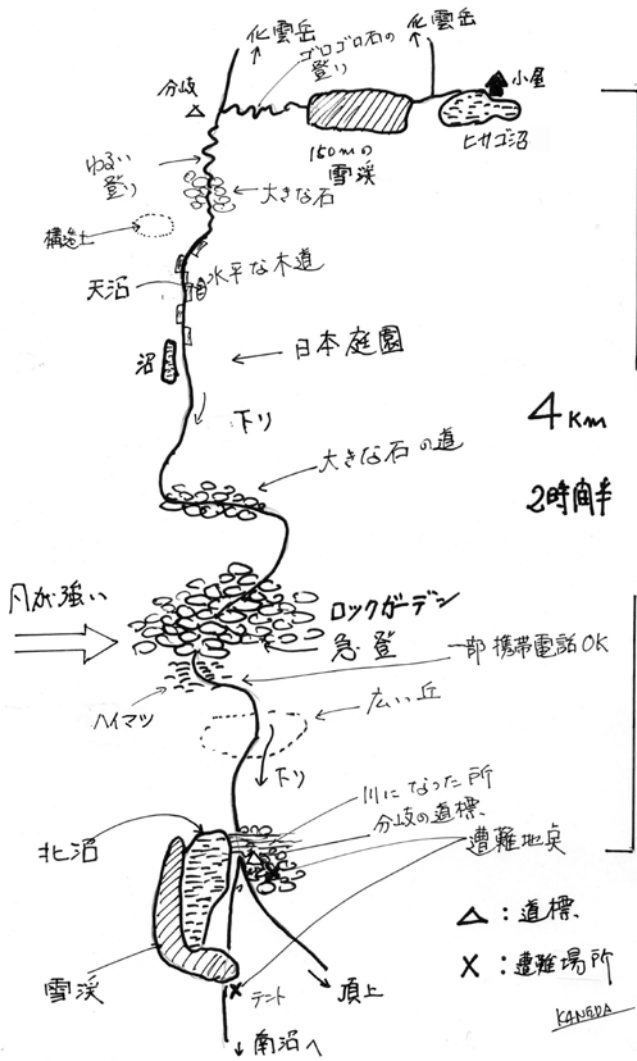 化雲岳
化雲岳
ゴロゴロ石の
登り
分岐
小屋
150mの
雪渓
ヒサゴ沼
ゆるい
登り
大きな石
構造土
水平な木道
天沼
日本庭園
沼
下り
4Km
大きな石の道
2時間半
風が強い
ロックガーデン
急登
一部携帯電話OK
ハイマツ
広い丘
下り
川になった所
分岐の道標
北沼
遭難地点
△：道標
X：遭難場所
雪渓
テント
頂上
KANEDA
南沼へ